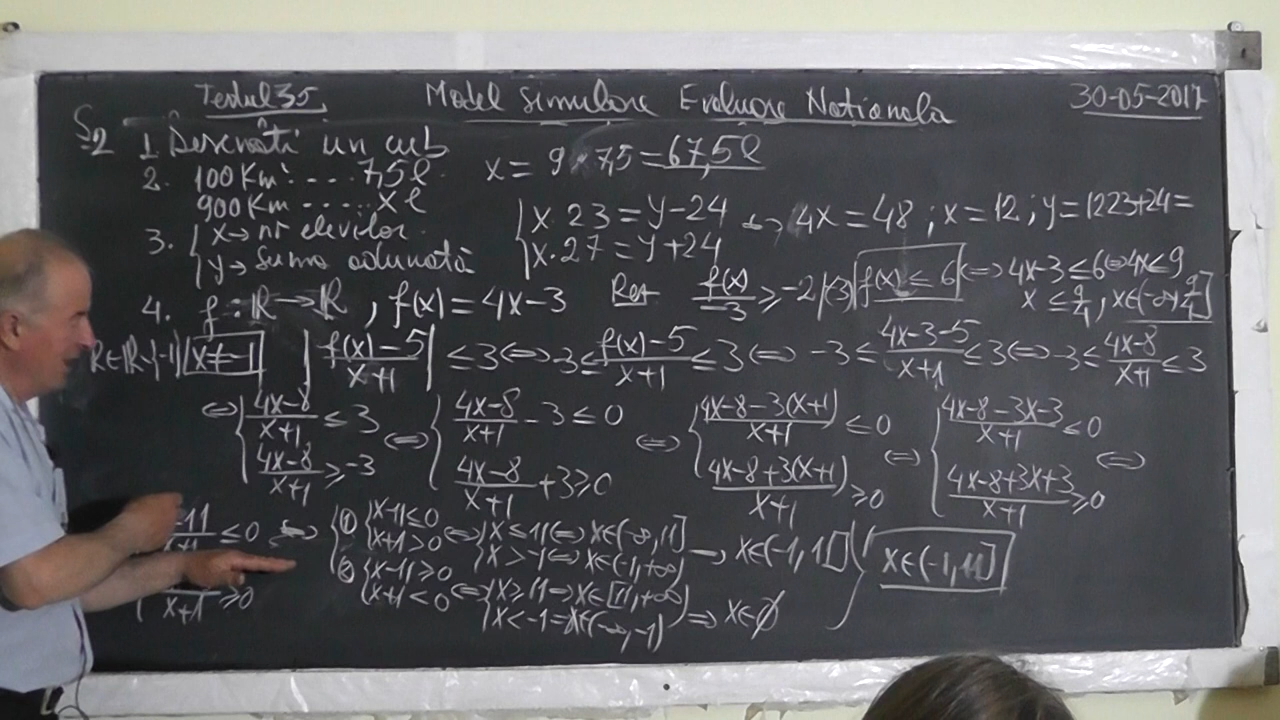 Testul 35 Model Simulare Evaluare Nationala 30-05-2017
S2 1. Desenati un cub
2. 100 Km ..... 7,5 l x = 9 · 7,5 = 67,5 l
900 Km ..... x l
3. { x → nr elevilor { x · 23 = y - 24 ⇔ 4x = 48 ; x = 12 ; y = 12 23 + 24 =
y → suma adunată x · 27 = y + 24
4. f : R → R , f(x) = 4x - 3 f(x)/-3 ≥ -2 |(-3) f(x) ≤ 6 ⇔ 4x - 3 ≤ 6 ⇔ 4x ≤ 9
x ≤ 9/4 , x∈(-∞, 9/4]
x ≠ -1 | (f(x) - 5)/(x+1) | ≤ 3 ⇔ -3 ≤ (f(x) - 5)/(x+1) ≤ 3 ⇔ -3 ≤ (4x-3-5)/(x+1) ≤ 3 ⇔ -3 ≤ (4x-8)/(x+1) ≤ 3
⇔ { (4x-8)/(x+1) ≤ 3 ⇔ { (4x-8)/(x+1) - 3 ≤ 0 ⇔ { (4x-8-3(x+1))/(x+1) ≤ 0 ⇔ { (4x-8-3x-3)/(x+1) ≤ 0 ⇔
(4x-8)/(x+1) ≥ -3 (4x-8)/(x+1) + 3 ≥ 0 (4x-8+3(x+1))/(x+1) ≥ 0 (4x-8+3x+3)/(x+1) ≥ 0
-11/(x+1) ≤ 0 ⇔ { ① { x-11 ≤ 0 ⇔ { x ≤ 11 ⇔ x∈(-∞, 11]
x+1 > 0 x > -1 ⇔ x∈(-1, +∞) → x∈(-1, 11] x∈(-1, 11]
② { x-11 ≥ 0 ⇔ { x ≥ 11 ⇔ x∈[11, +∞)
x+1 ≥ 0 x+1 < 0 x < -1 = x∈(-∞, -1) ⇒ x∈∅